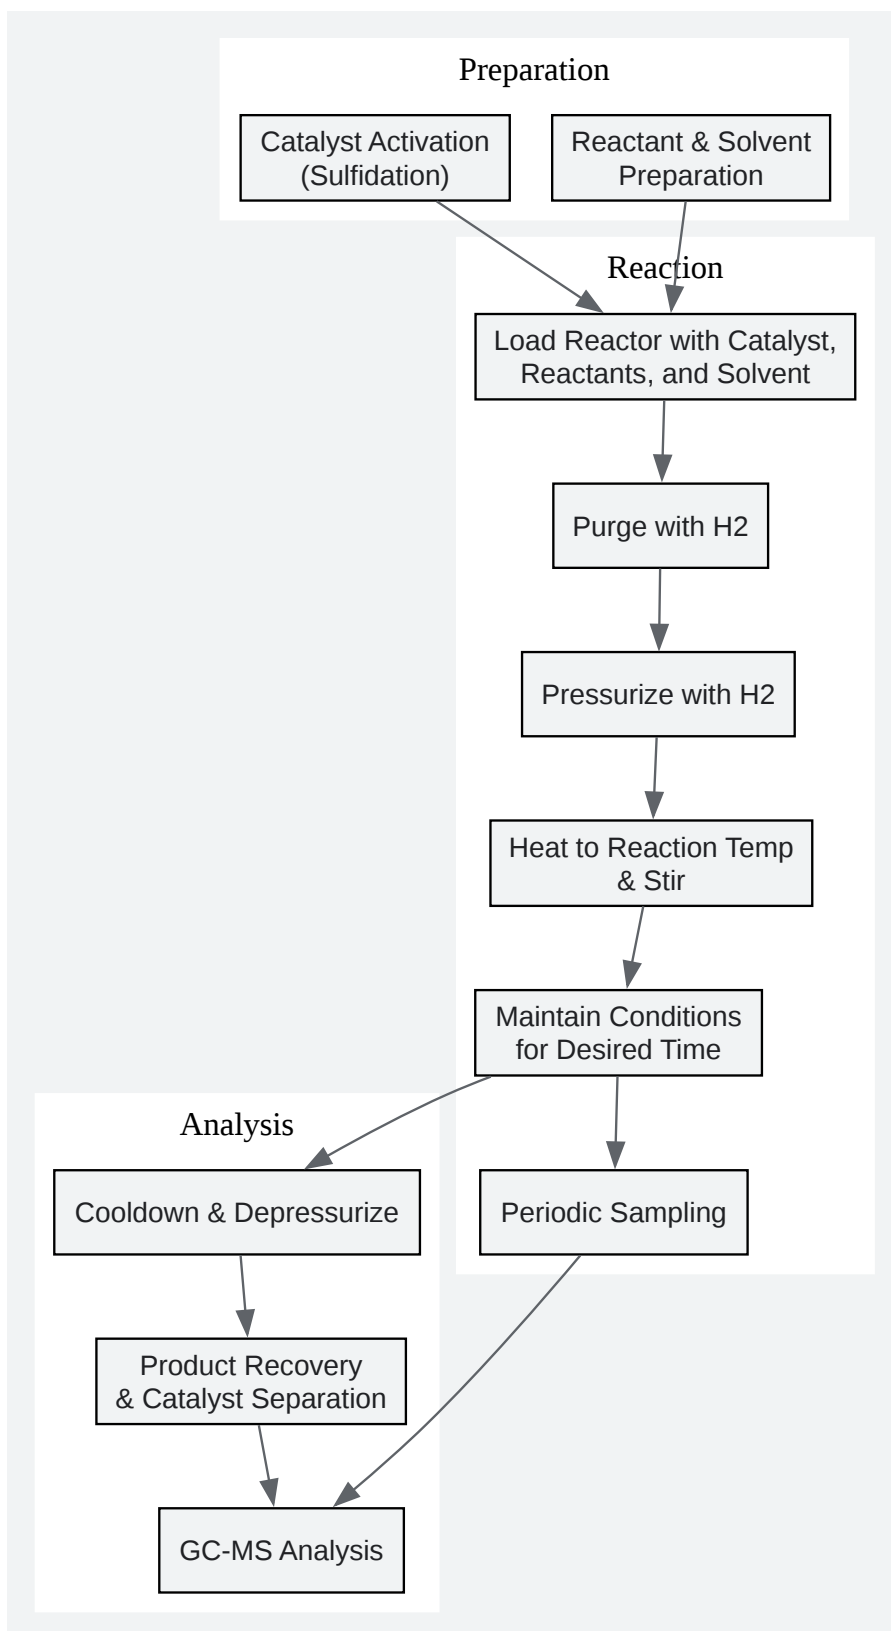 Preparation
Catalyst Activation
(Sulfidation)
Reactant & Solvent
Preparation
Reaction
Load Reactor with Catalyst,
Reactants, and Solvent
Purge with H2
Pressurize with H2
Heat to Reaction Temp
& Stir
Maintain Conditions
for Desired Time
Analysis
Cooldown & Depressurize
Periodic Sampling
Product Recovery
& Catalyst Separation
GC-MS Analysis